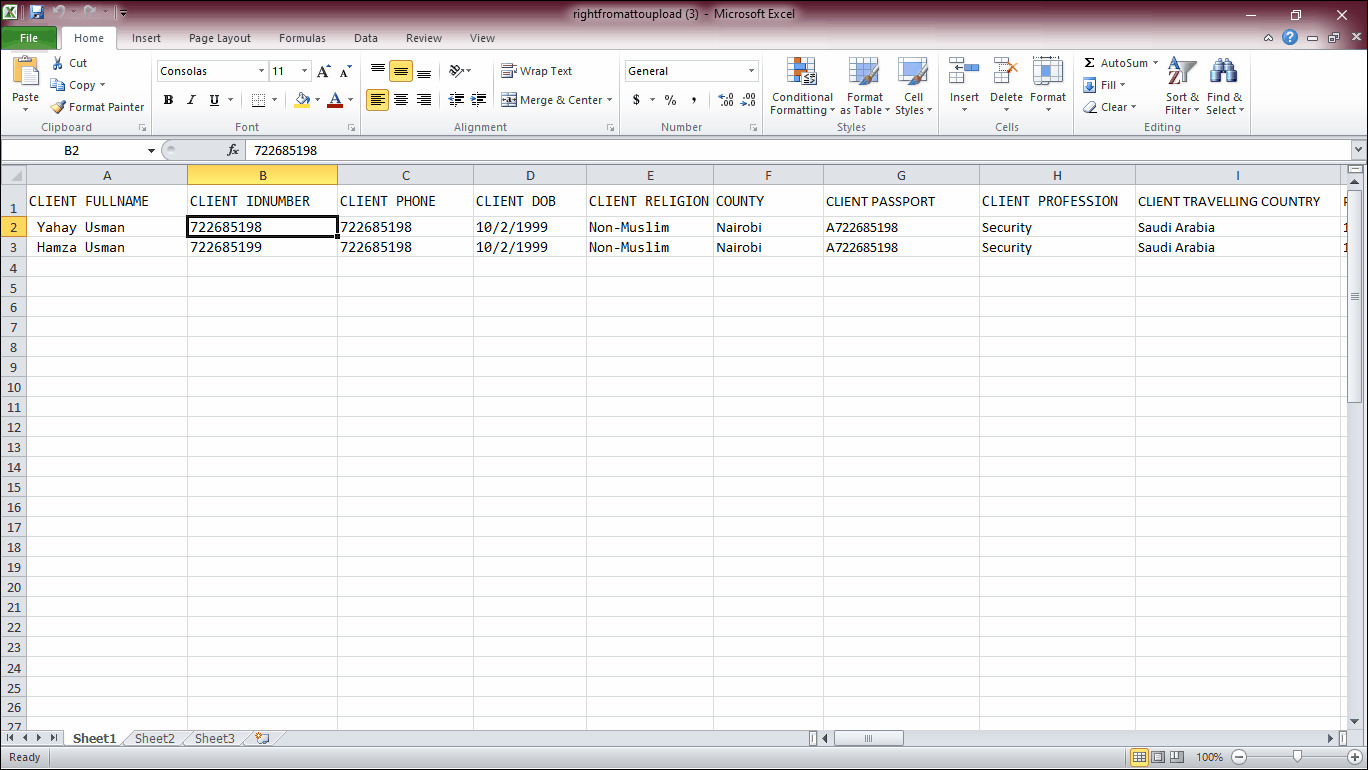 rightfromattoupload (3) - Microsoft Excel
File Home Insert Page Layout Formulas Data Review View
Paste Cut Copy Format Painter Clipboard
Consolas 11 A A B I U A Font
Wrap Text Merge & Center Alignment
General $ % , .0 .00 .00 .0 Number
Conditional Formatting Format as Table Cell Styles Styles
Insert Delete Format Cells
Σ AutoSum Fill Clear Sort & Filter Find & Select Editing
B2 fx 722685198
A B C D E F G H I
1 CLIENT FULLNAME CLIENT IDNUMBER CLIENT PHONE CLIENT DOB CLIENT RELIGION COUNTY CLIENT PASSPORT CLIENT PROFESSION CLIENT TRAVELLING COUNTRY
2 Yahay Usman 722685198 722685198 10/2/1999 Non-Muslim Nairobi A722685198 Security Saudi Arabia
3 Hamza Usman 722685199 722685198 10/2/1999 Non-Muslim Nairobi A722685198 Security Saudi Arabia
4
5
6
7
8
9
10
11
12
13
14
15
16
17
18
19
20
21
22
23
24
25
26
27
Sheet1 Sheet2 Sheet3
Ready 100%